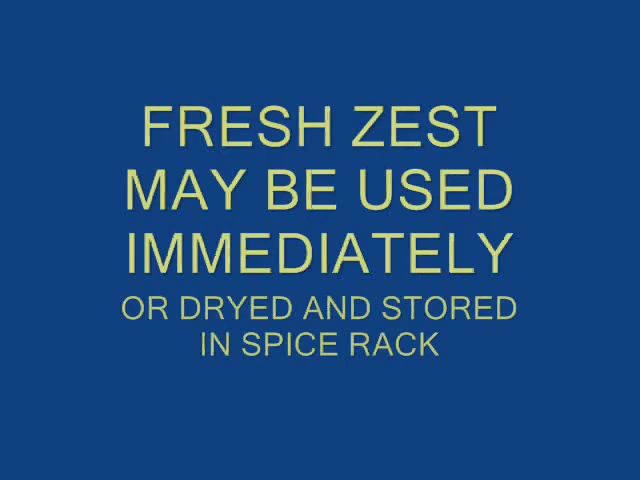 FRESH ZEST
MAY BE USED
IMMEDIATELY
OR DRYED AND STORED
IN SPICE RACK